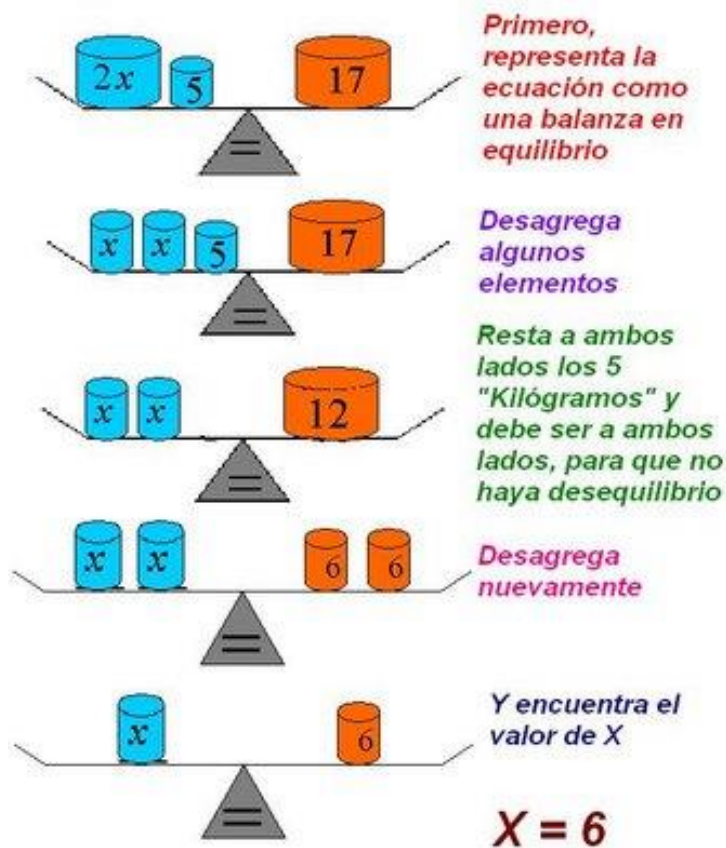 2x 5 17
=
Primero,
representa la
ecuación como
una balanza en
equilibrio
x x 5 17
=
Desagrega
algunos
elementos
x x 12
=
Resta a ambos
lados los 5
"Kilógramos" y
debe ser a ambos
lados, para que no
haya desequilibrio
x x 6 6
=
Desagrega
nuevamente
x 6
=
Y encuentra el
valor de X
X = 6